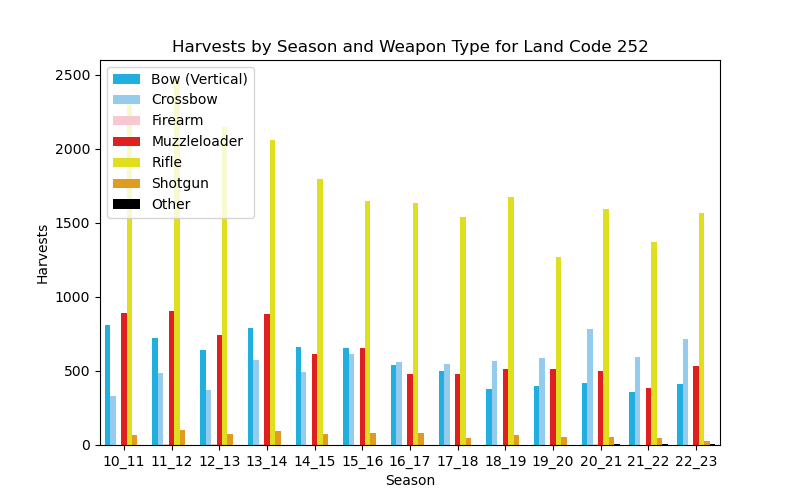 Harvests by Season and Weapon Type for Land Code 252
2500
2000
1500
1000
500
0
Harvests
Bow (Vertical)
Crossbow
Firearm
Muzzleloader
Rifle
Shotgun
Other
10_11 11_12 12_13 13_14 14_15 15_16 16_17 17_18 18_19 19_20 20_21 21_22 22_23
Season